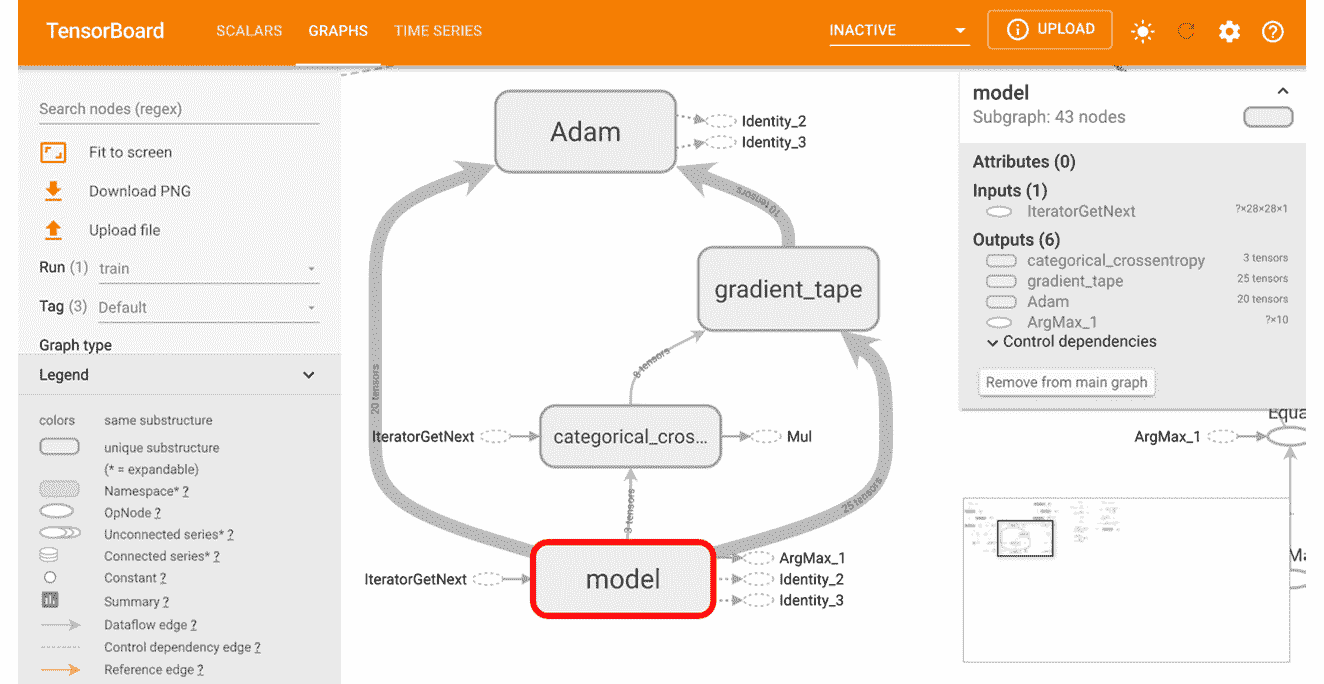 TensorBoard SCALARS GRAPHS TIME SERIES INACTIVE UPLOAD
Search nodes (regex)
Fit to screen
Download PNG
Upload file
Run (1) train
Tag (3) Default
Graph type
Legend
colors same substructure
unique substructure
(* = expandable)
Namespace* ?
OpNode ?
Unconnected series* ?
Connected series* ?
Constant ?
Summary ?
Dataflow edge ?
Control dependency edge ?
Reference edge ?
Adam
Identity_2
Identity_3
10 tensors
gradient_tape
8 tensors
20 tensors
IteratorGetNext
categorical_cros...
Mul
3 tensors
25 tensors
IteratorGetNext
model
ArgMax_1
Identity_2
Identity_3
model
Subgraph: 43 nodes
Attributes (0)
Inputs (1)
IteratorGetNext ?×28×28×1
Outputs (6)
categorical_crossentropy 3 tensors
gradient_tape 25 tensors
Adam 20 tensors
ArgMax_1 ?×10
Control dependencies
Remove from main graph
Equa
ArgMax_1
Ma